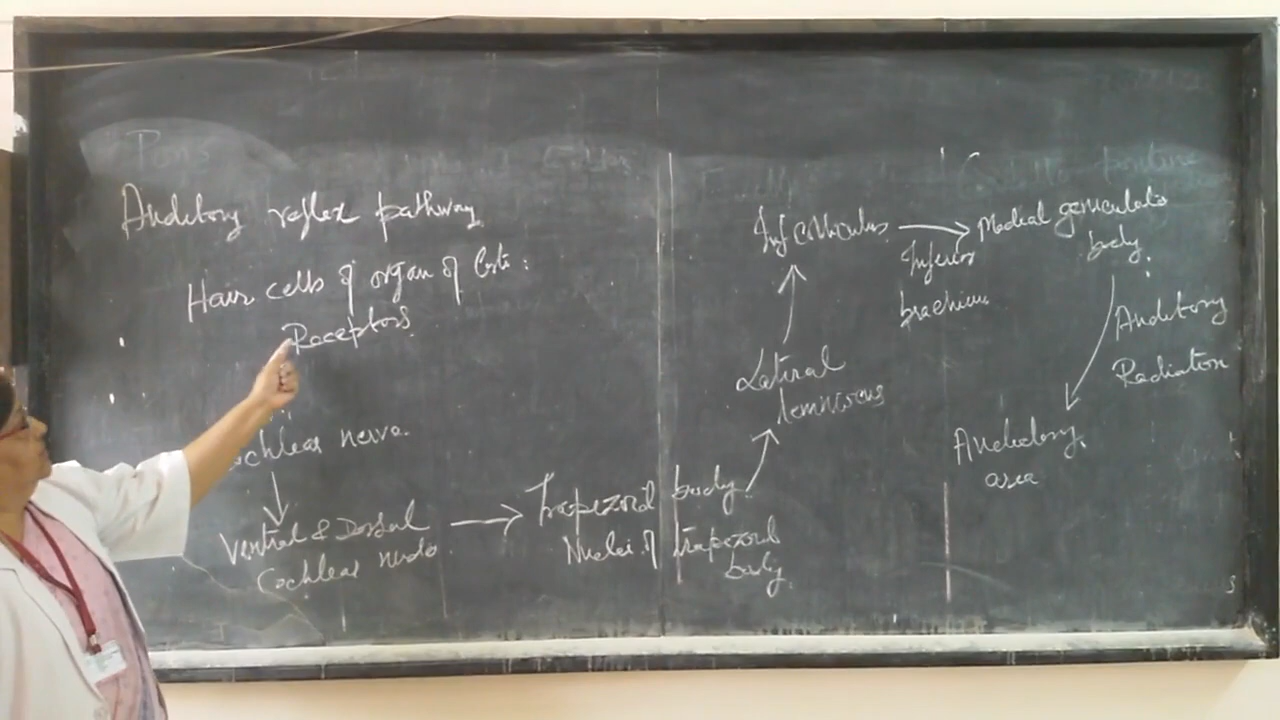 Pons
Auditory reflex pathway
Hair cells of organ of Corti:
Receptors
cochlear nerve.
Ventral & Dorsal
Cochlear nuclei
Trapezoid body
Nuclei of trapezoid
body.
Lateral
lemniscus
Inf colliculus
Inferior
brachium
Medial geniculate
body.
Auditory
Radiation
Auditory
area